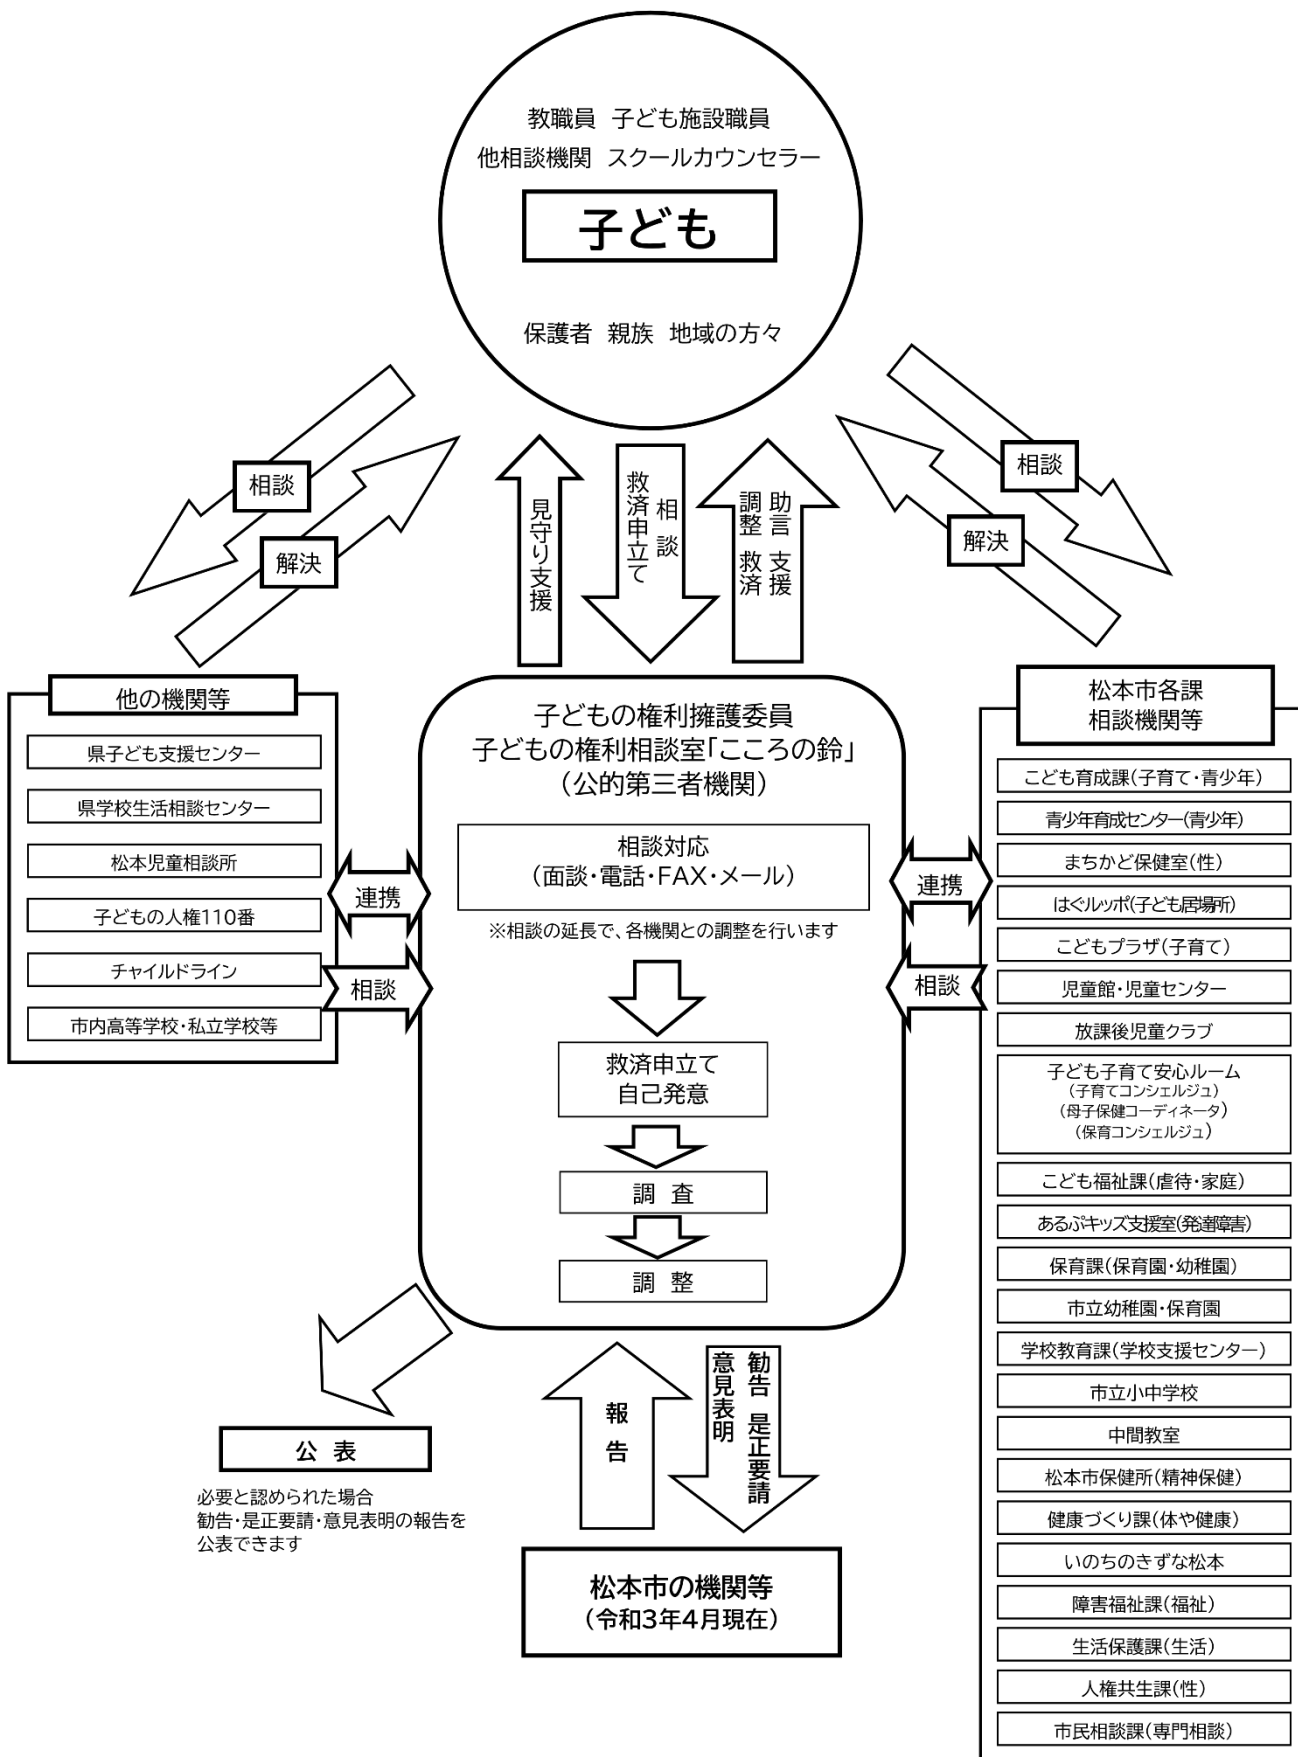 教職員 子ども施設職員
他相談機関 スクールカウンセラー
子ども
保護者 親族 地域の方々
相談
解決
見守り支援
相談
救済申立て
助言 支援
調整 救済
相談
解決
他の機関等
県子ども支援センター
県学校生活相談センター
松本児童相談所
子どもの人権110番
チャイルドライン
市内高等学校・私立学校等
連携
相談
子どもの権利擁護委員
子どもの権利相談室「こころの鈴」
(公的第三者機関)
相談対応
(面談・電話・FAX・メール)
※相談の延長で、各機関との調整を行います
救済申立て
自己発意
調 査
調 整
連携
相談
松本市各課
相談機関等
こども育成課(子育て・青少年)
青少年育成センター(青少年)
まちかど保健室(性)
はぐルッポ(子ども居場所)
こどもプラザ(子育て)
児童館・児童センター
放課後児童クラブ
子ども子育て安心ルーム
(子育てコンシェルジュ)
(母子保健コーディネータ)
(保育コンシェルジュ)
こども福祉課(虐待・家庭)
あるぷキッズ支援室(発達障害)
保育課(保育園・幼稚園)
市立幼稚園・保育園
学校教育課(学校支援センター)
市立小中学校
中間教室
松本市保健所(精神保健)
健康づくり課(体や健康)
いのちのきずな松本
障害福祉課(福祉)
生活保護課(生活)
人権共生課(性)
市民相談課(専門相談)
公 表
必要と認められた場合
勧告・是正要請・意見表明の報告を
公表できます
報告
勧告 是正要請
意見表明
松本市の機関等
(令和3年4月現在)